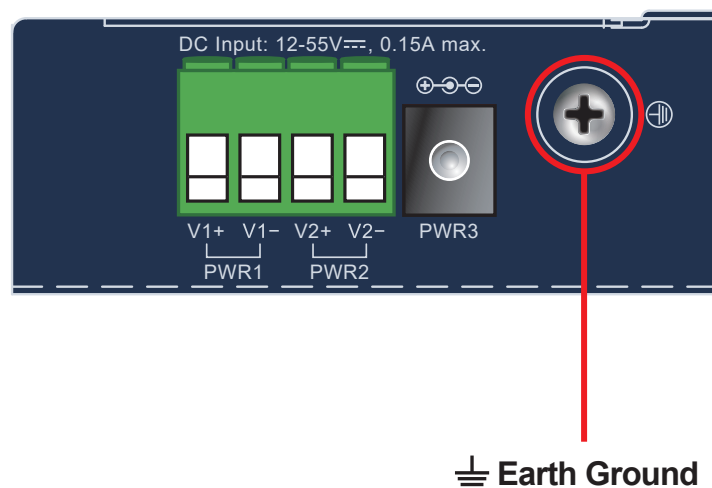 DC Input: 12-55V⎓, 0.15A max.
V1+ V1− V2+ V2− PWR3
PWR1 PWR2
Earth Ground